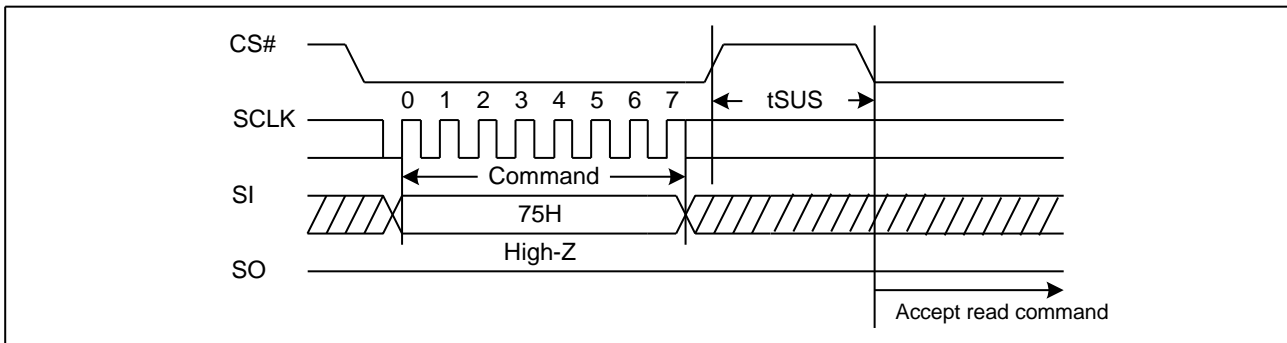 CS#
0 1 2 3 4 5 6 7
tSUS
SCLK
Command
SI
75H
High-Z
SO
Accept read command